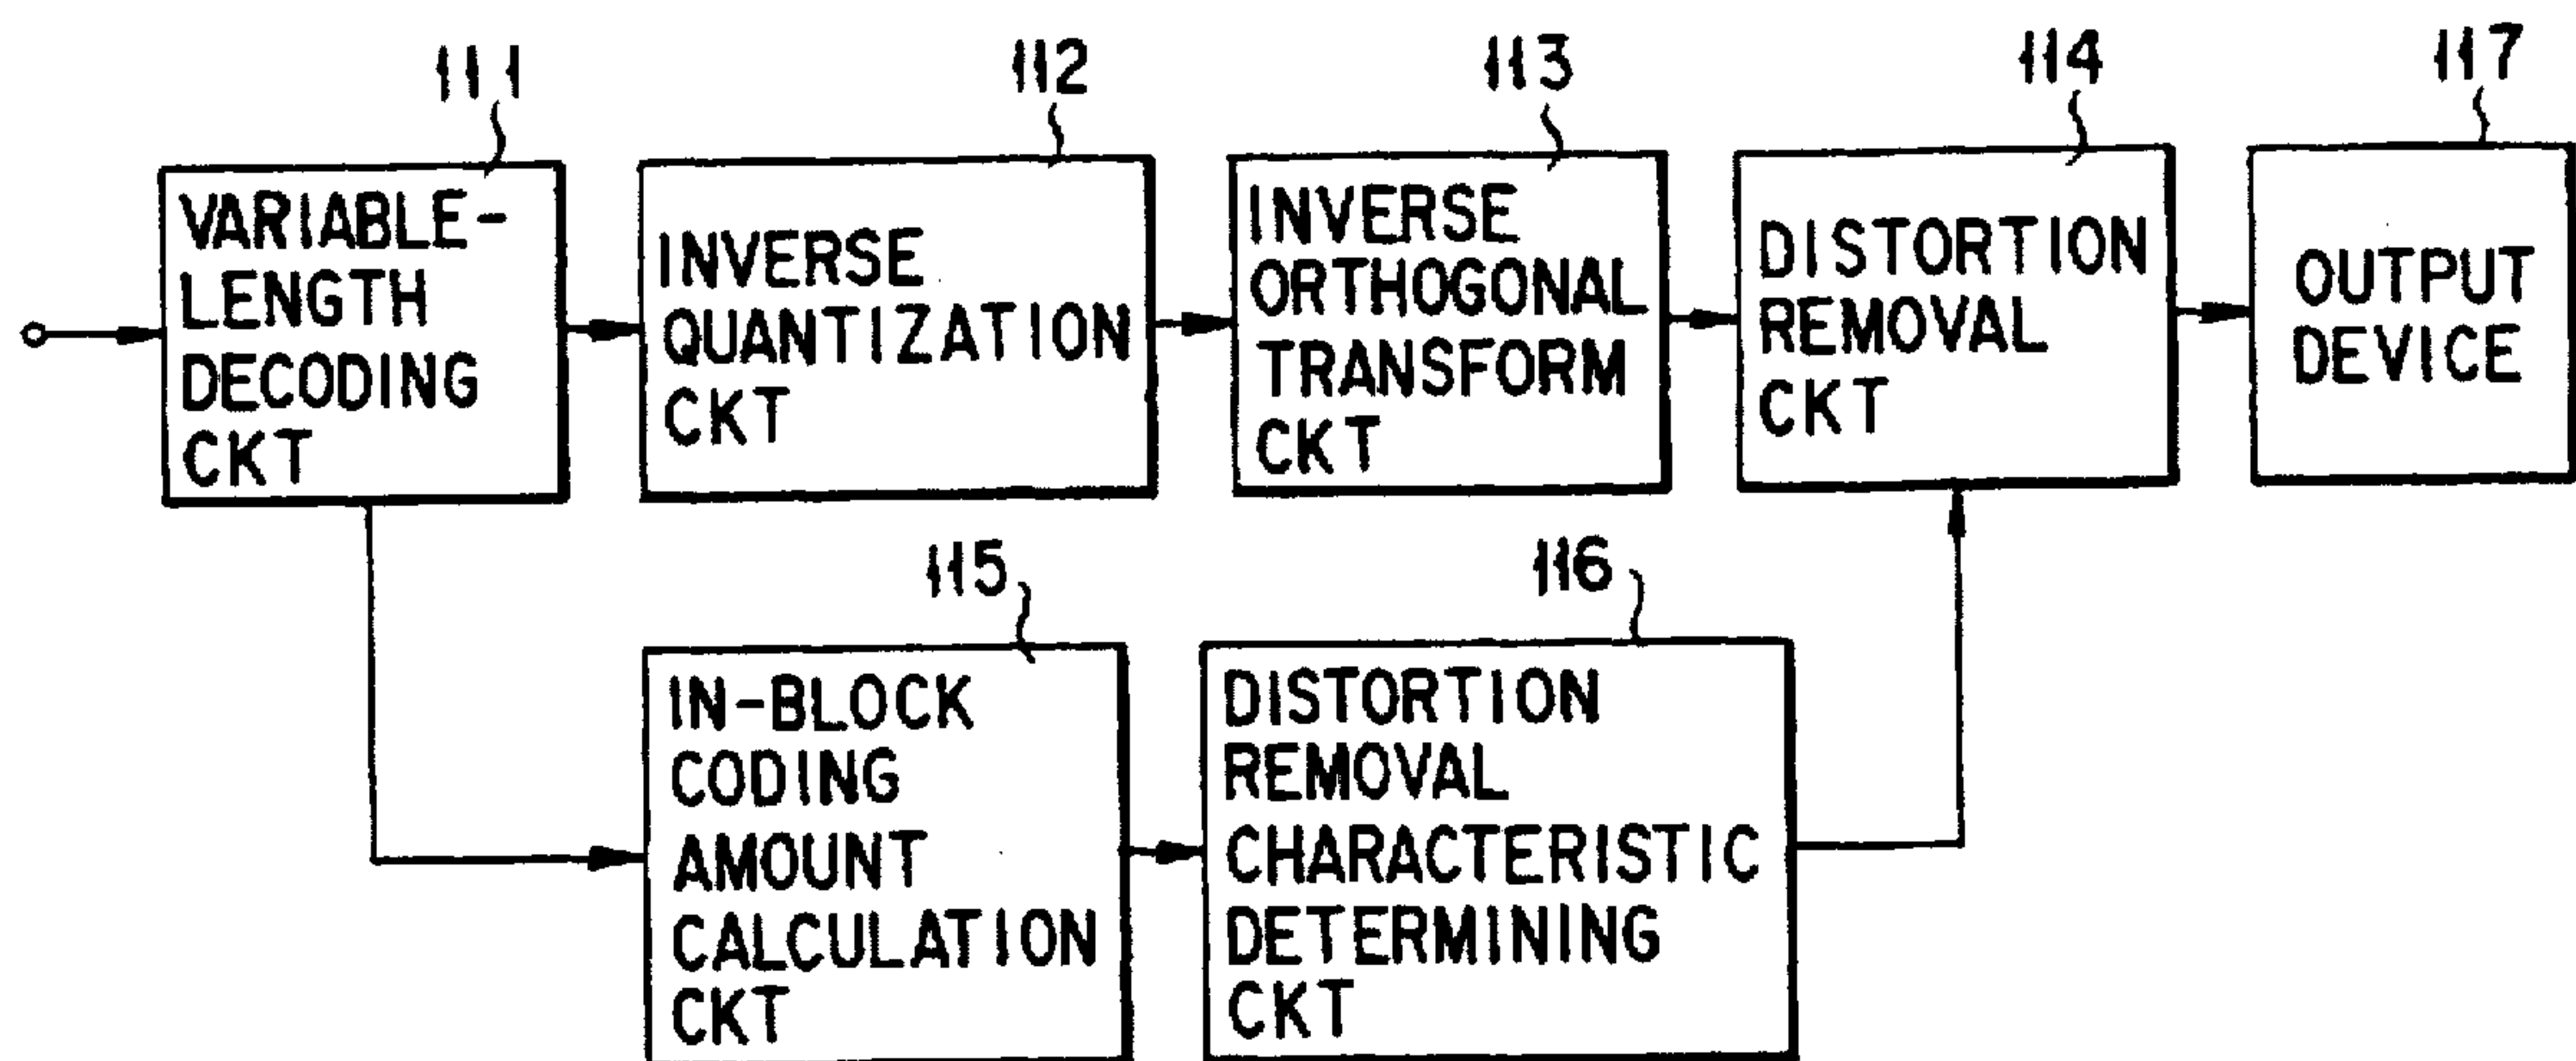 111
112
113
114
117
VARIABLE-
LENGTH
DECODING
CKT
INVERSE
QUANTIZATION
CKT
INVERSE
ORTHOGONAL
TRANSFORM
CKT
DISTORTION
REMOVAL
CKT
OUTPUT
DEVICE
115
116
IN-BLOCK
CODING
AMOUNT
CALCULATION
CKT
DISTORTION
REMOVAL
CHARACTERISTIC
DETERMINING
CKT